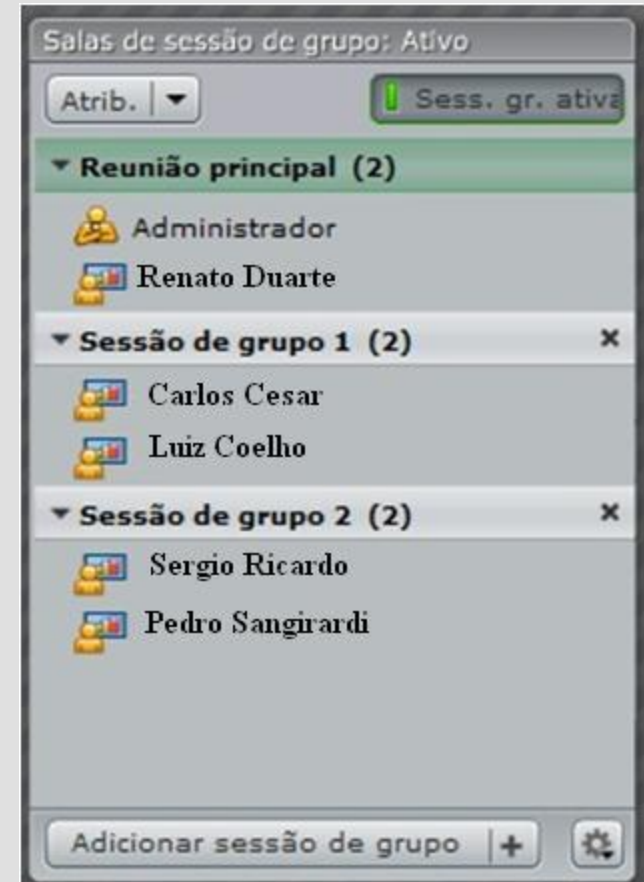 Salas de sessão de grupo: Ativo
Atrib.
Sess. gr. ativa
Reunião principal (2)
Administrador
Renato Duarte
Sessão de grupo 1 (2)
Carlos Cesar
Luiz Coelho
Sessão de grupo 2 (2)
Sergio Ricardo
Pedro Sangirardi
Adicionar sessão de grupo +